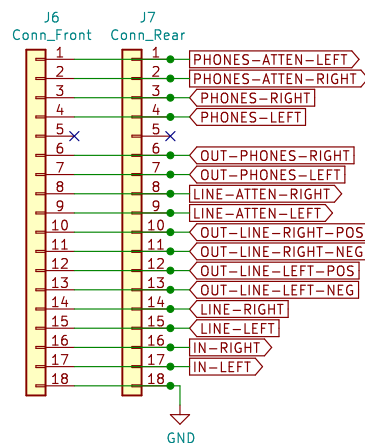 J6 J7
Conn_Front Conn_Rear
1 1 PHONES-ATTEN-LEFT
2 2 PHONES-ATTEN-RIGHT
3 3 PHONES-RIGHT
4 4 PHONES-LEFT
5 5
6 6 OUT-PHONES-RIGHT
7 7 OUT-PHONES-LEFT
8 8 LINE-ATTEN-RIGHT
9 9 LINE-ATTEN-LEFT
10 10 OUT-LINE-RIGHT-POS
11 11 OUT-LINE-RIGHT-NEG
12 12 OUT-LINE-LEFT-POS
13 13 OUT-LINE-LEFT-NEG
14 14 LINE-RIGHT
15 15 LINE-LEFT
16 16 IN-RIGHT
17 17 IN-LEFT
18 18
GND